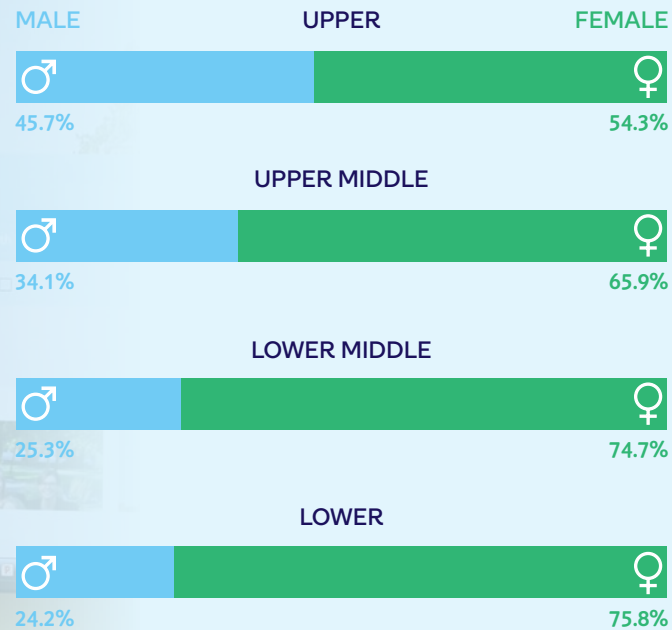 MALE UPPER FEMALE
45.7% 54.3%
UPPER MIDDLE
34.1% 65.9%
LOWER MIDDLE
25.3% 74.7%
LOWER
24.2% 75.8%